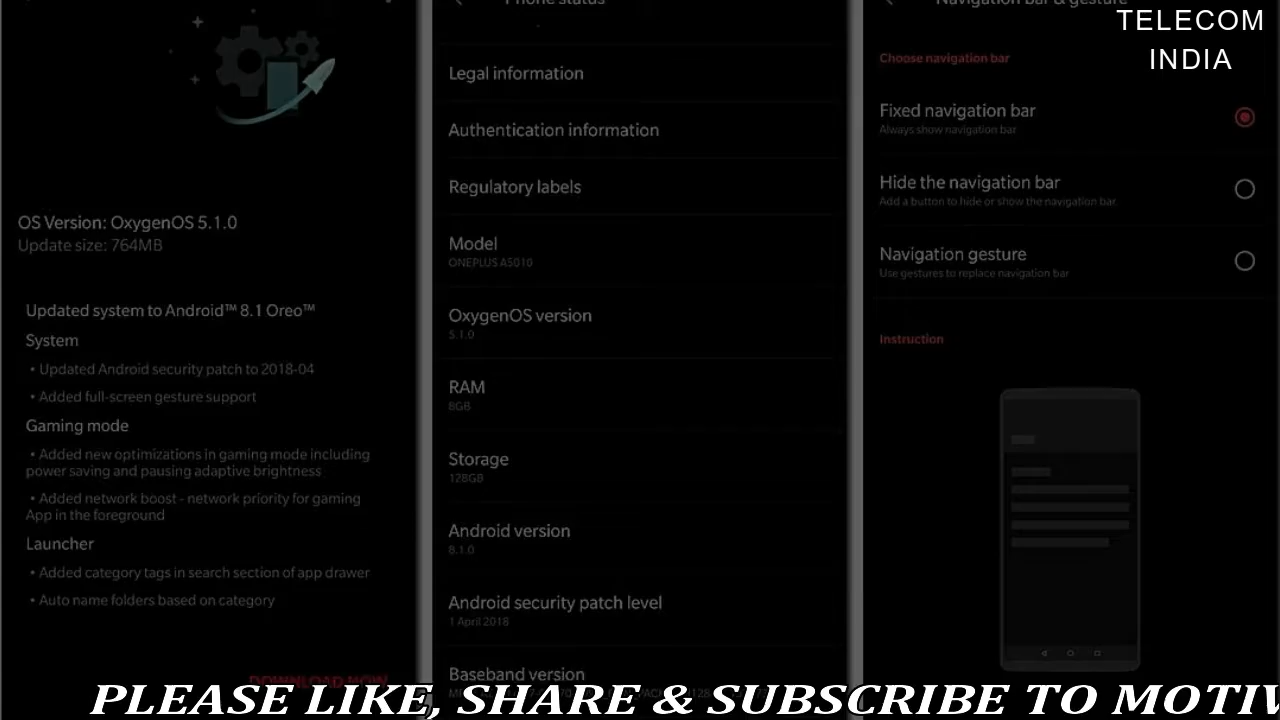 TELECOM
INDIA
OS Version: OxygenOS 5.1.0
Update size: 764MB
Updated system to Android™ 8.1 Oreo™
System
• Updated Android security patch to 2018-04
• Added full-screen gesture support
Gaming mode
• Added new optimizations in gaming mode including
power saving and pausing adaptive brightness
• Added network boost - network priority for gaming
App in the foreground
Launcher
• Added category tags in search section of app drawer
• Auto name folders based on category
DOWNLOAD NOW
Phone status
Legal information
Authentication information
Regulatory labels
Model
ONEPLUS A5010
OxygenOS version
5.1.0
RAM
8GB
Storage
128GB
Android version
8.1.0
Android security patch level
1 April 2018
Baseband version
Navigation bar & gesture
Choose navigation bar
Fixed navigation bar
Always show navigation bar
Hide the navigation bar
Add a button to hide or show the navigation bar
Navigation gesture
Use gestures to replace navigation bar
Instruction
PLEASE LIKE, SHARE & SUBSCRIBE TO MOTIV